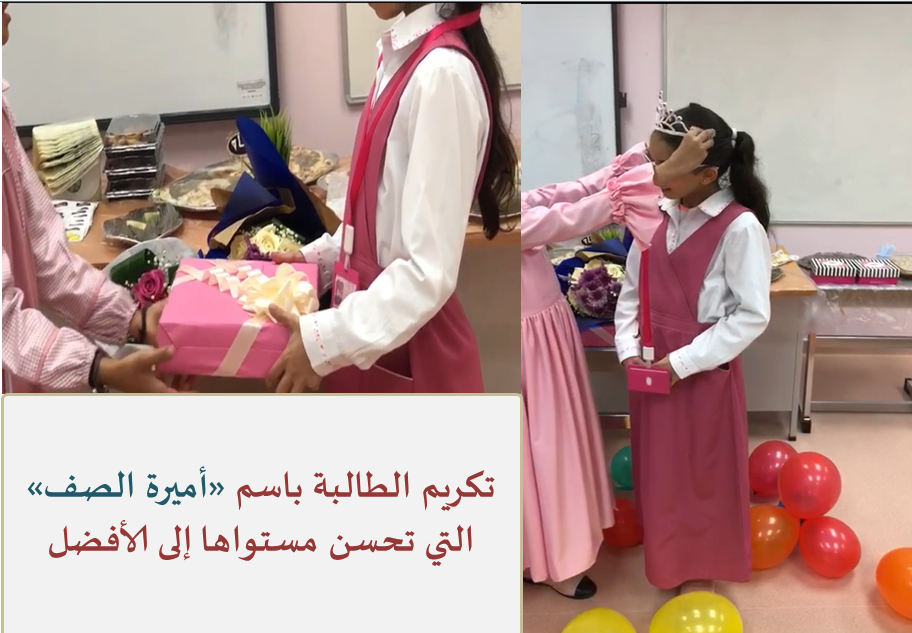 تكريم الطالبة باسم «أميرة الصف»
التي تحسن مستواها إلى الأفضل